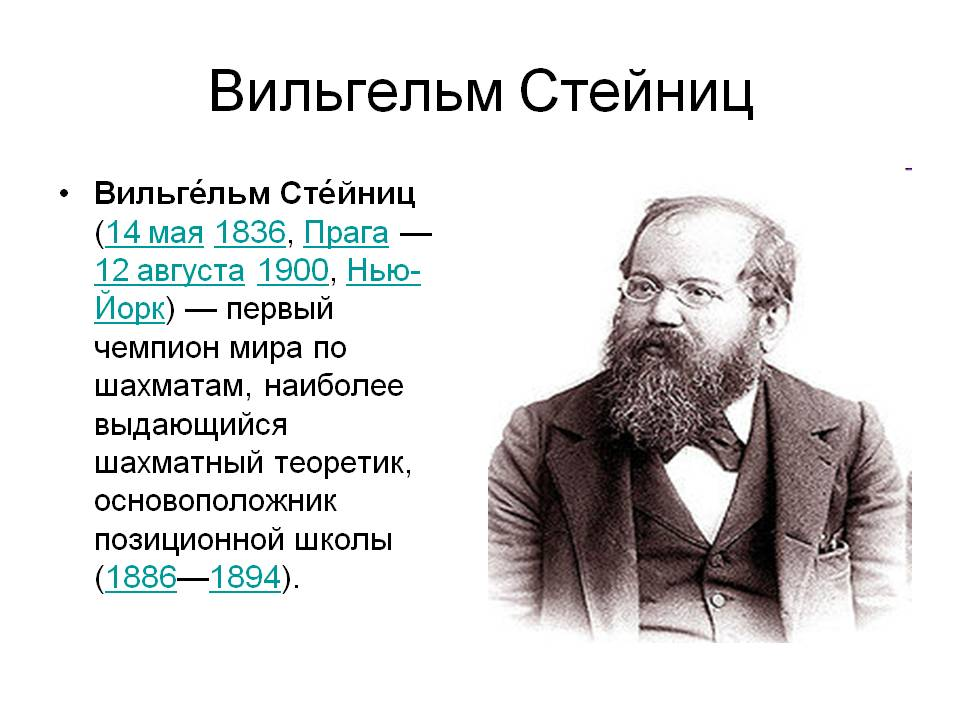 Вильгельм Стейниц
• Вильге́льм Сте́йниц
(14 мая 1836, Прага —
12 августа 1900, Нью-
Йорк) — первый
чемпион мира по
шахматам, наиболее
выдающийся
шахматный теоретик,
основоположник
позиционной школы
(1886—1894).